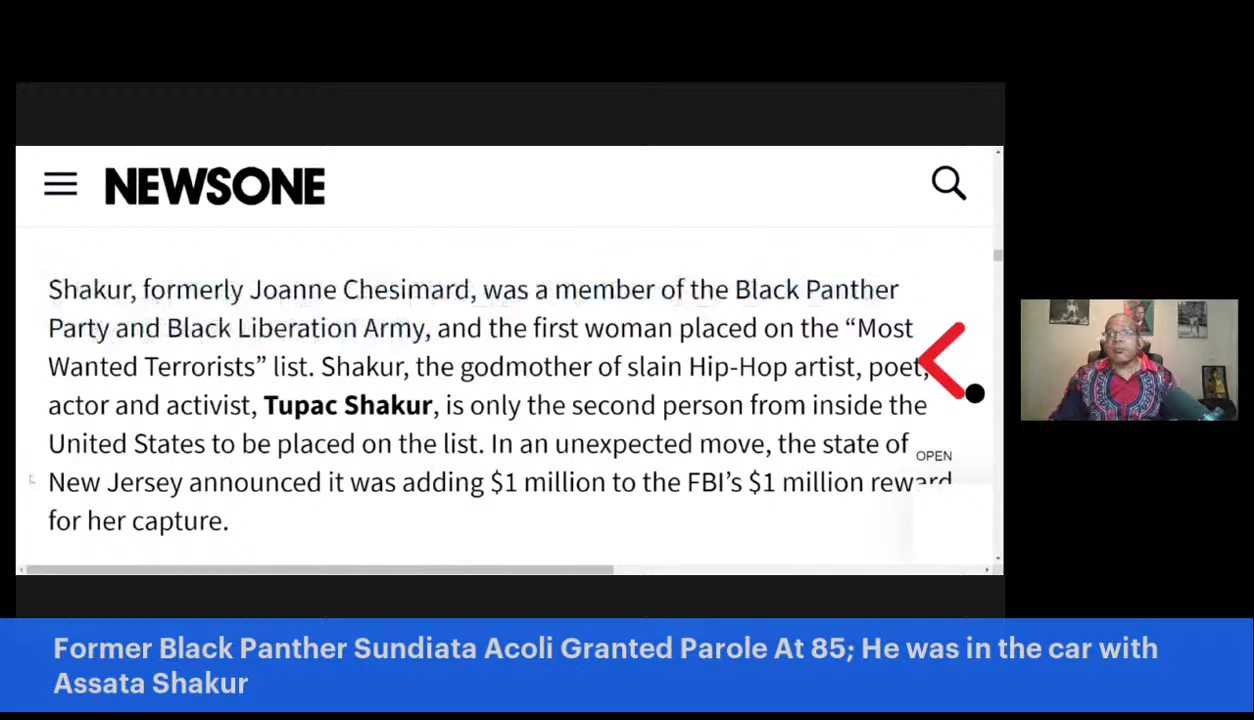 NEWSONE
Shakur, formerly Joanne Chesimard, was a member of the Black Panther
Party and Black Liberation Army, and the first woman placed on the “Most
Wanted Terrorists” list. Shakur, the godmother of slain Hip-Hop artist, poet,
actor and activist, Tupac Shakur, is only the second person from inside the
United States to be placed on the list. In an unexpected move, the state of
OPEN
New Jersey announced it was adding $1 million to the FBI’s $1 million reward
for her capture.
Former Black Panther Sundiata Acoli Granted Parole At 85; He was in the car with
Assata Shakur